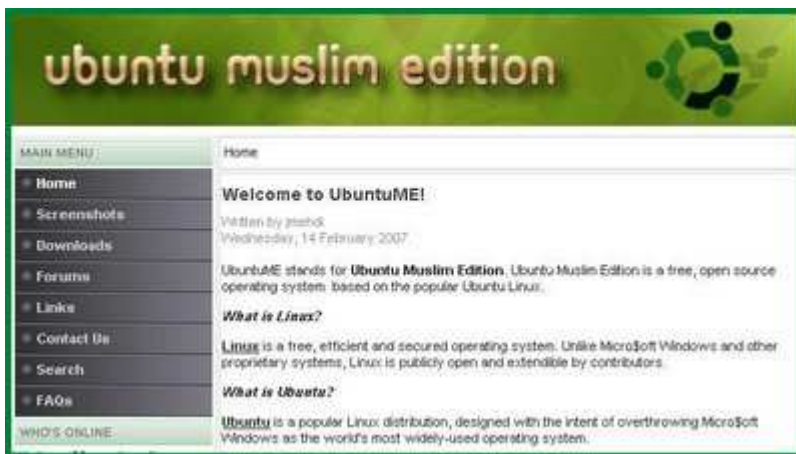 ubuntu muslim edition
MAIN MENU
Home
Screenshots
Downloads
Forums
Links
Contact Us
Search
FAQs
WHO'S ONLINE
Home
Welcome to UbuntuME!
Written by
Wednesday, 14 February 2007
UbuntuME stands for Ubuntu Muslim Edition. Ubuntu Muslim Edition is a free, open source
operating system based on the popular Ubuntu Linux.
What is Linux?
Linux is a free, efficient and secured operating system. Unlike Micro$oft Windows and other
proprietary systems, Linux is publicly open and extendible by contributors.
What is Ubuntu?
Ubuntu is a popular Linux distribution, designed with the intent of overthrowing Micro$oft
Windows as the world's most widely-used operating system.